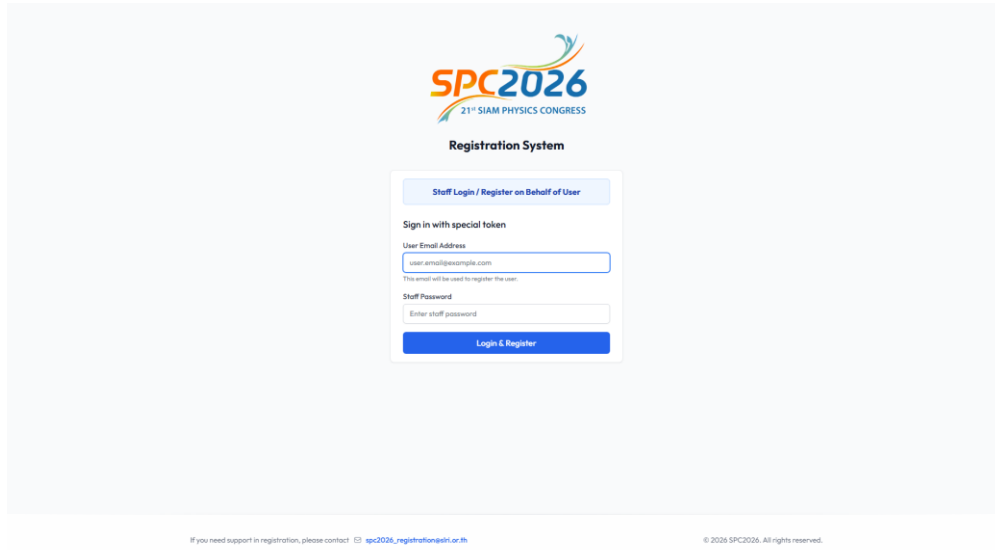 SPC2026
21st SIAM PHYSICS CONGRESS
Registration System
Staff Login / Register on Behalf of User
Sign in with special token
User Email Address
user.email@example.com
This email will be used to register the user.
Staff Password
Enter staff password
Login & Register
If you need support in registration, please contact spc2026_registration@slri.or.th
© 2026 SPC2026. All rights reserved.